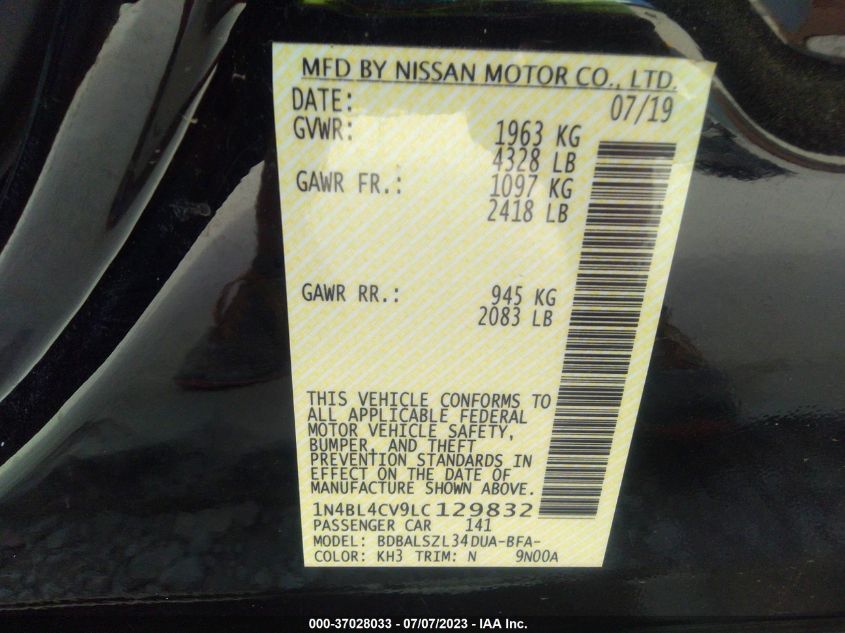 MFD BY NISSAN MOTOR CO., LTD.
DATE: 07/19
GVWR: 1963 KG
4328 LB
GAWR FR.: 1097 KG
2418 LB
GAWR RR.: 945 KG
2083 LB
THIS VEHICLE CONFORMS TO
ALL APPLICABLE FEDERAL
MOTOR VEHICLE SAFETY,
BUMPER, AND THEFT
PREVENTION STANDARDS IN
EFFECT ON THE DATE OF
MANUFACTURE SHOWN ABOVE.
1N4BL4CV9LC129832
PASSENGER CAR 141
MODEL: BDBALSZL34DUA-BFA-
COLOR: KH3 TRIM: N 9N00A
000-37028033 - 07/07/2023 - IAA Inc.